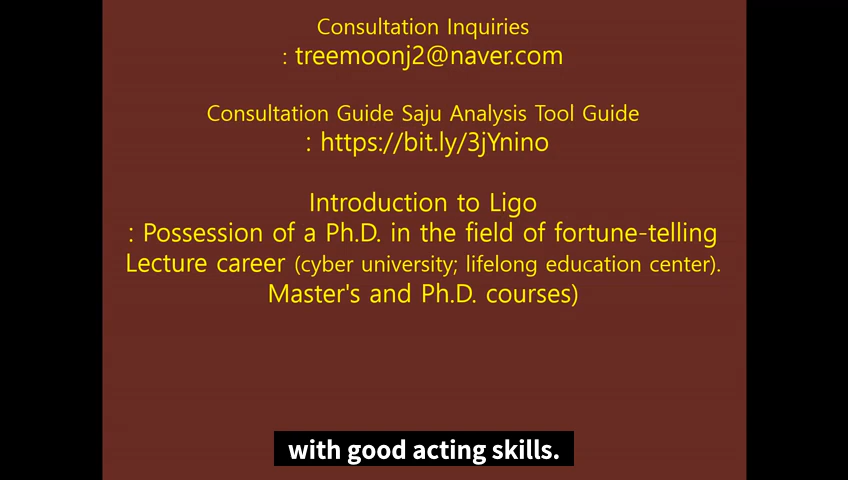 Consultation Inquiries
: treemoonj2@naver.com
Consultation Guide Saju Analysis Tool Guide
: https://bit.ly/3jYnino
Introduction to Ligo
: Possession of a Ph.D. in the field of fortune-telling
Lecture career (cyber university; lifelong education center).
Master's and Ph.D. courses)
with good acting skills.